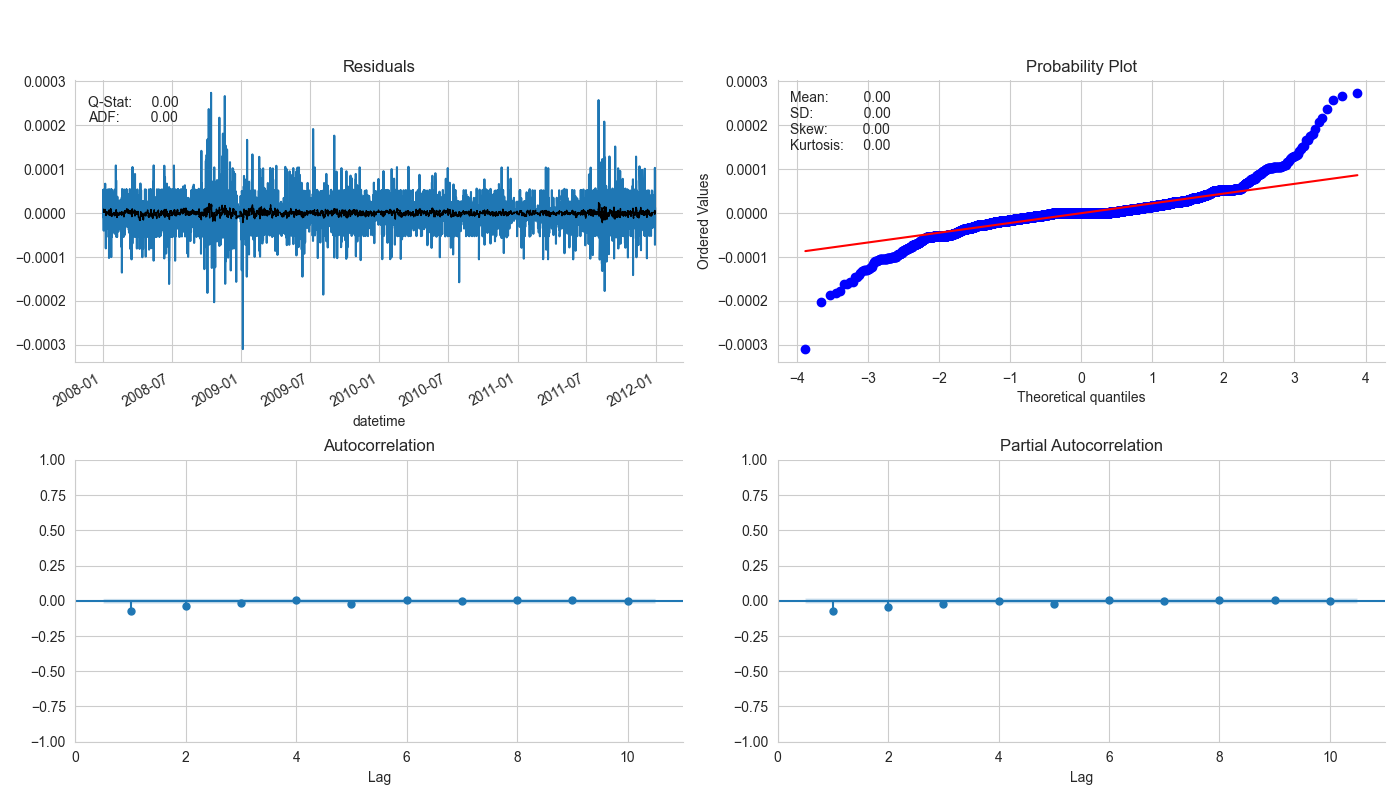 Residuals
0.0003
0.0002
0.0001
0.0000
−0.0001
−0.0002
−0.0003
Q-Stat: 0.00
ADF: 0.00
2008-01 2008-07 2009-01 2009-07 2010-01 2010-07 2011-01 2011-07 2012-01
datetime
Probability Plot
Ordered Values
0.0003
0.0002
0.0001
0.0000
−0.0001
−0.0002
−0.0003
Mean: 0.00
SD: 0.00
Skew: 0.00
Kurtosis: 0.00
−4 −3 −2 −1 0 1 2 3 4
Theoretical quantiles
Autocorrelation
1.00
0.75
0.50
0.25
0.00
−0.25
−0.50
−0.75
−1.00
0 2 4 6 8 10
Lag
Partial Autocorrelation
1.00
0.75
0.50
0.25
0.00
−0.25
−0.50
−0.75
−1.00
0 2 4 6 8 10
Lag